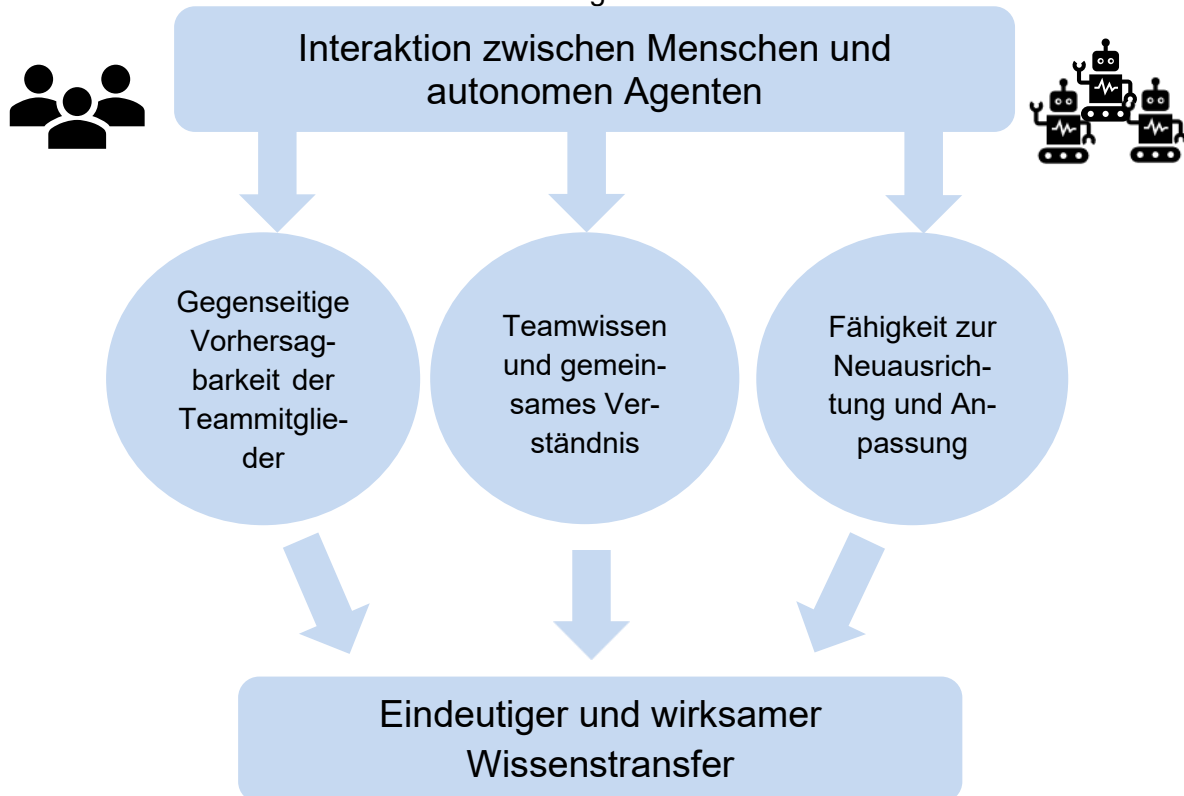 Interaktion zwischen Menschen und
autonomen Agenten
Gegenseitige
Vorhersag-
barkeit der
Teammitglie-
der
Teamwissen
und gemein-
sames Ver-
ständnis
Fähigkeit zur
Neuausrich-
tung und An-
passung
Eindeutiger und wirksamer
Wissenstransfer